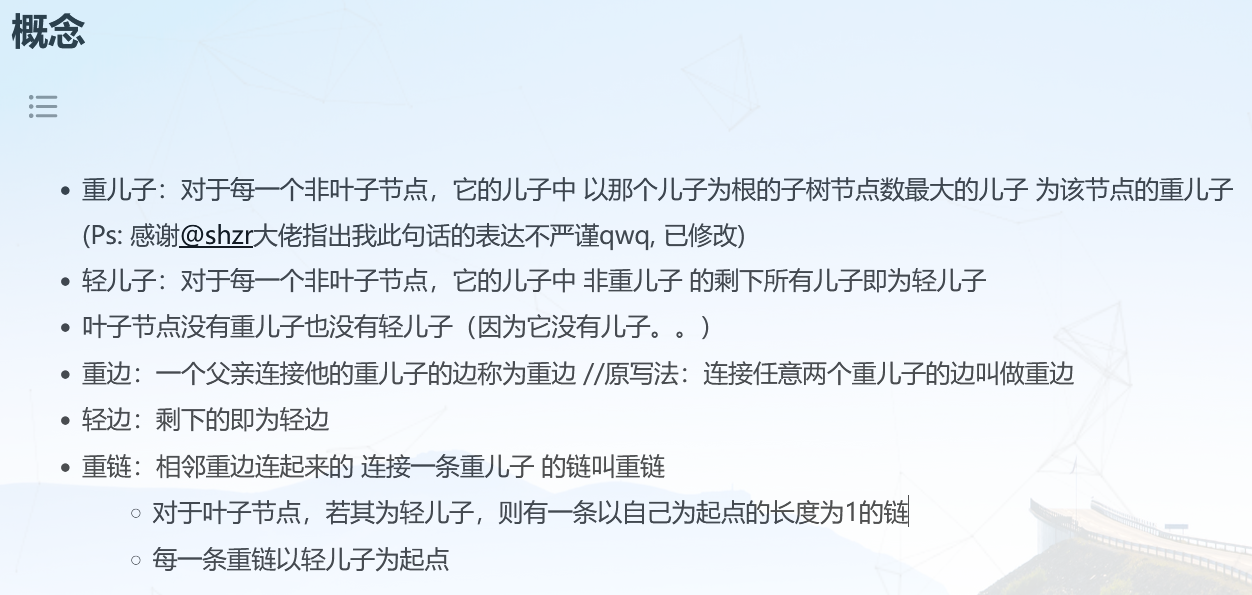 概念
重儿子：对于每一个非叶子节点，它的儿子中 以那个儿子为根的子树节点数最大的儿子 为该节点的重儿子
(Ps: 感谢@shzr大佬指出我此句话的表达不严谨qwq, 已修改)
轻儿子：对于每一个非叶子节点，它的儿子中 非重儿子 的剩下所有儿子即为轻儿子
叶子节点没有重儿子也没有轻儿子（因为它没有儿子。。）
重边：一个父亲连接他的重儿子的边称为重边 //原写法：连接任意两个重儿子的边叫做重边
轻边：剩下的即为轻边
重链：相邻重边连起来的 连接一条重儿子 的链叫重链
对于叶子节点，若其为轻儿子，则有一条以自己为起点的长度为1的链
每一条重链以轻儿子为起点